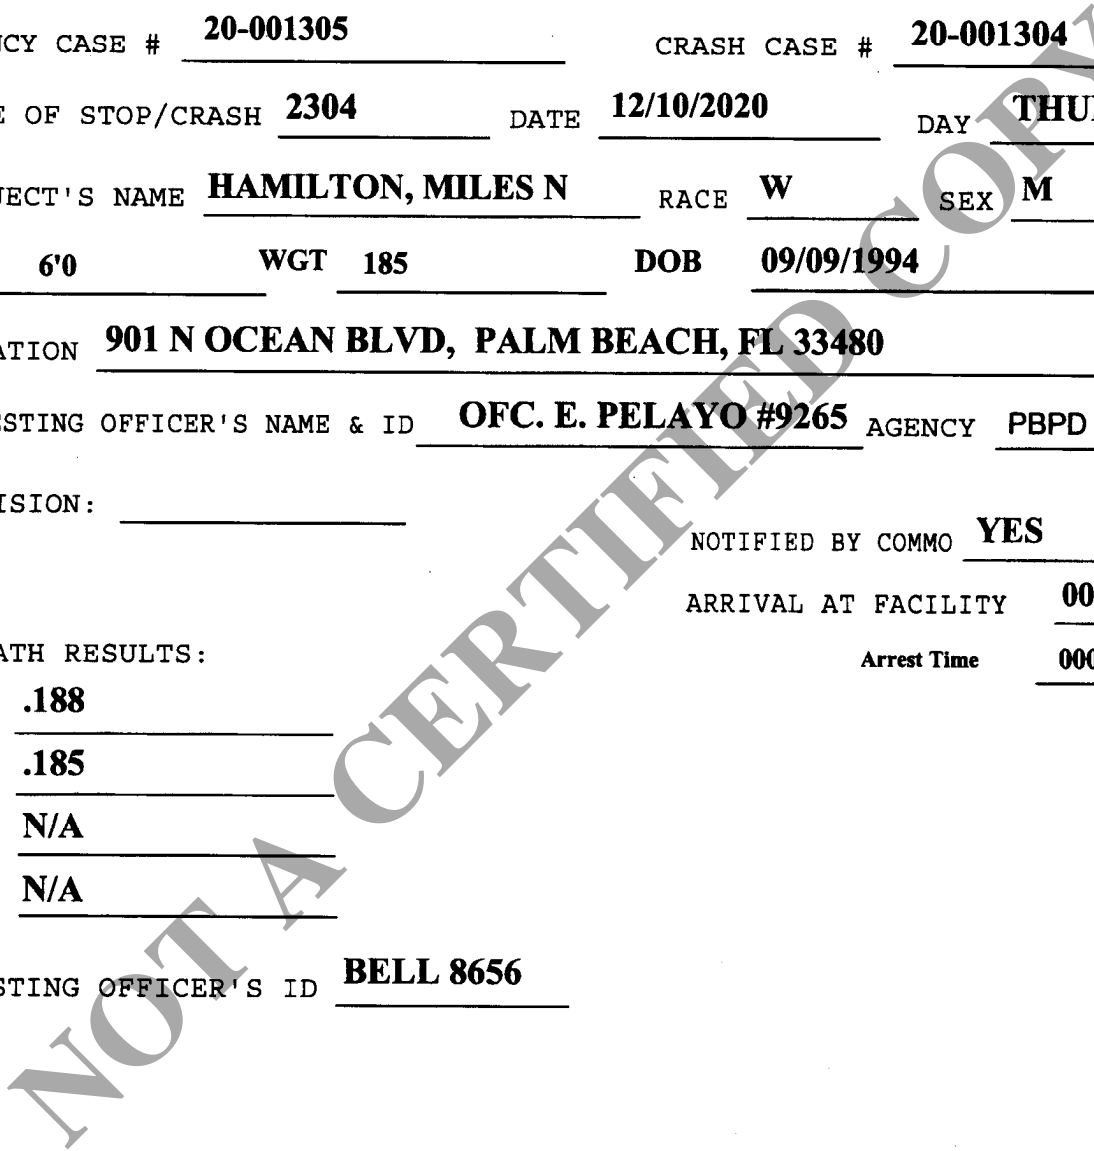 NCY CASE # 20-001305 CRASH CASE # 20-001304
E OF STOP/CRASH 2304 DATE 12/10/2020 DAY THU
JECT'S NAME HAMILTON, MILES N RACE W SEX M
6'0 WGT 185 DOB 09/09/1994
ATION 901 N OCEAN BLVD, PALM BEACH, FL 33480
ESTING OFFICER'S NAME & ID OFC. E. PELAYO #9265 AGENCY PBPD
ISION:
NOTIFIED BY COMMO YES
ARRIVAL AT FACILITY 00
ATH RESULTS: Arrest Time 000
.188
.185
N/A
N/A
STING OFFICER'S ID BELL 8656
NOT A CERTIFIED COPY